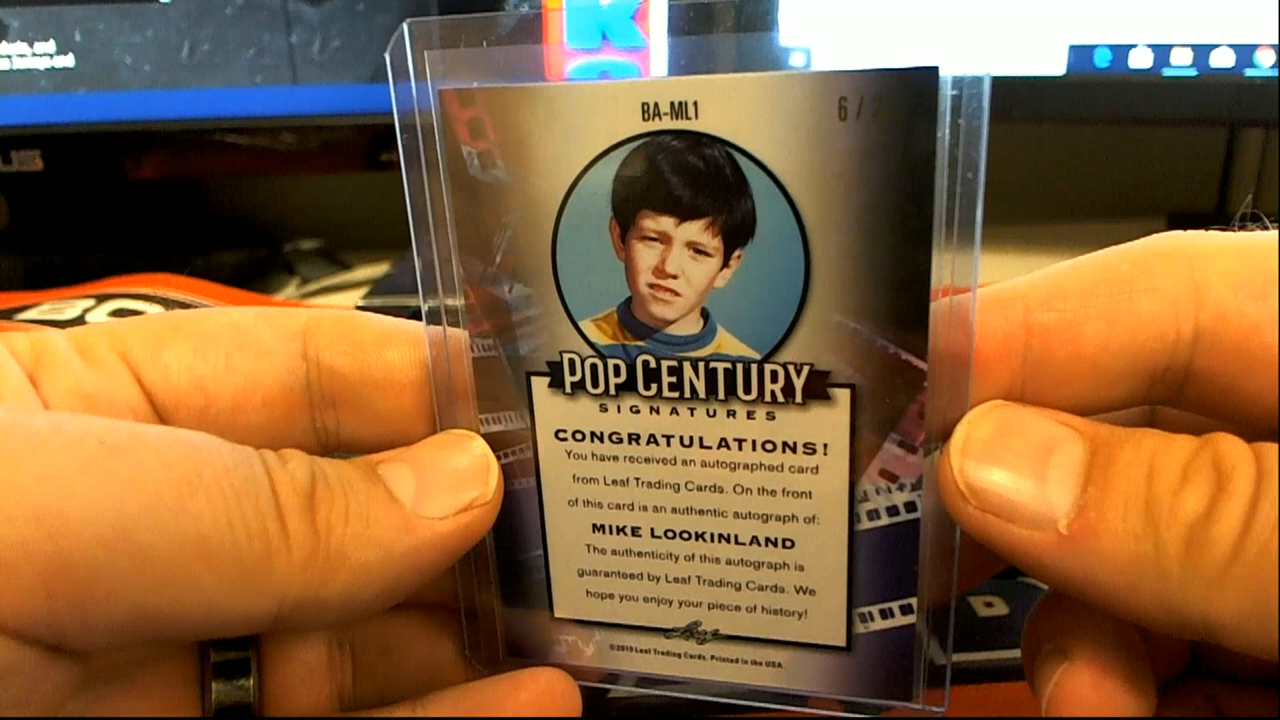 BA-ML1
6 /
POP CENTURY
SIGNATURES
CONGRATULATIONS!
You have received an autographed card
from Leaf Trading Cards. On the front
of this card is an authentic autograph of:
MIKE LOOKINLAND
The authenticity of this autograph is
guaranteed by Leaf Trading Cards. We
hope you enjoy your piece of history!
Leaf
©2019 Leaf Trading Cards. Printed in the USA.